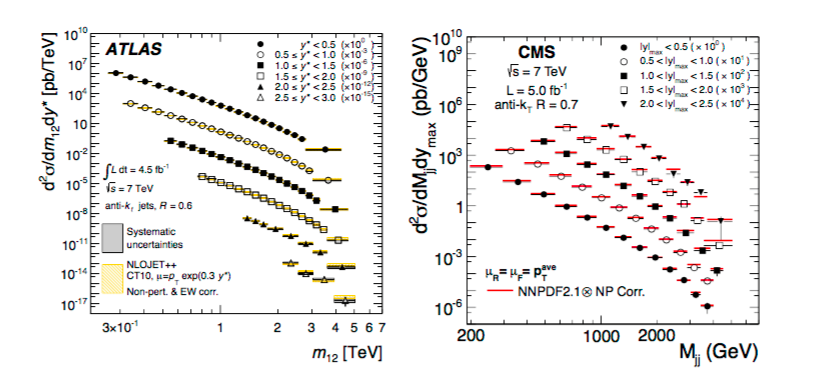 ATLAS
y* < 0.5 (×10⁰)
0.5 ≤ y* < 1.0 (×10⁻³)
1.0 ≤ y* < 1.5 (×10⁻⁶)
1.5 ≤ y* < 2.0 (×10⁻⁹)
2.0 ≤ y* < 2.5 (×10⁻¹²)
2.5 ≤ y* < 3.0 (×10⁻¹⁵)
d²σ/dm₁₂dy* [pb/TeV]
10¹⁰
10⁷
10⁴
10
10⁻²
10⁻⁵
10⁻⁸
10⁻¹¹
10⁻¹⁴
10⁻¹⁷
∫L dt = 4.5 fb⁻¹
√s = 7 TeV
anti-kₜ jets, R = 0.6
Systematic
uncertainties
NLOJET++
CT10, μ=pₜ exp(0.3 y*)
Non-pert. & EW corr.
3×10⁻¹ 1 2 3 4 5 6 7
m₁₂ [TeV]
CMS
√s = 7 TeV
L = 5.0 fb⁻¹
anti-kT R = 0.7
|y|max < 0.5 (×10⁰)
0.5 < |y|max < 1.0 (×10¹)
1.0 < |y|max < 1.5 (×10²)
1.5 < |y|max < 2.0 (×10³)
2.0 < |y|max < 2.5 (×10⁴)
d²σ/dMjjdymax (pb/GeV)
10¹⁰
10⁹
10⁶
10³
1
10⁻³
10⁻⁶
μR = μF = pTave
NNPDF2.1⊗ NP Corr.
200 1000 2000
Mjj (GeV)